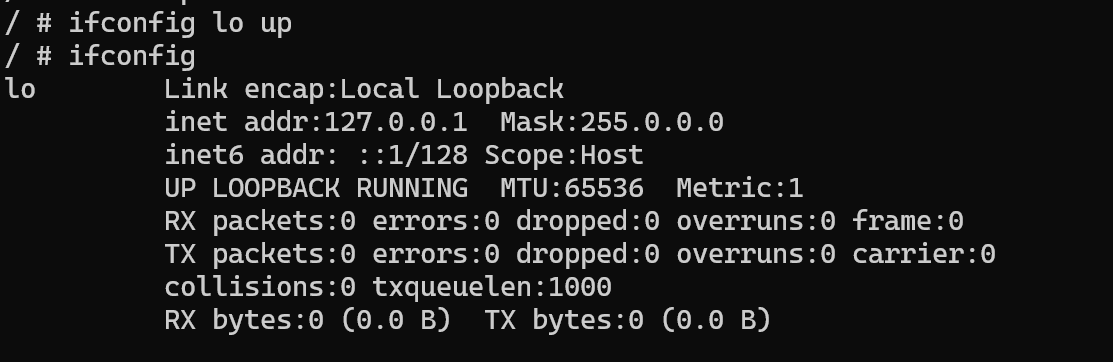 / # ifconfig lo up
/ # ifconfig
lo        Link encap:Local Loopback
          inet addr:127.0.0.1  Mask:255.0.0.0
          inet6 addr: ::1/128 Scope:Host
          UP LOOPBACK RUNNING  MTU:65536  Metric:1
          RX packets:0 errors:0 dropped:0 overruns:0 frame:0
          TX packets:0 errors:0 dropped:0 overruns:0 carrier:0
          collisions:0 txqueuelen:1000
          RX bytes:0 (0.0 B)  TX bytes:0 (0.0 B)